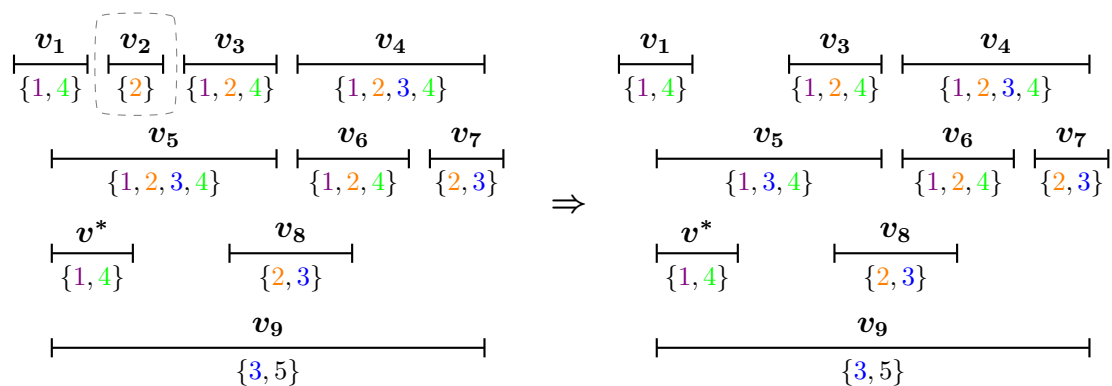 v₁ v₂ v₃ v₄ v₁ v₃ v₄
{1, 4} {2} {1, 2, 4} {1, 2, 3, 4} {1, 4} {1, 2, 4} {1, 2, 3, 4}
v₅ v₆ v₇ v₅ v₆ v₇
{1, 2, 3, 4} {1, 2, 4} {2, 3} {1, 3, 4} {1, 2, 4} {2, 3}
⇒
v* v₈ v* v₈
{1, 4} {2, 3} {1, 4} {2, 3}
v₉ v₉
{3, 5} {3, 5}